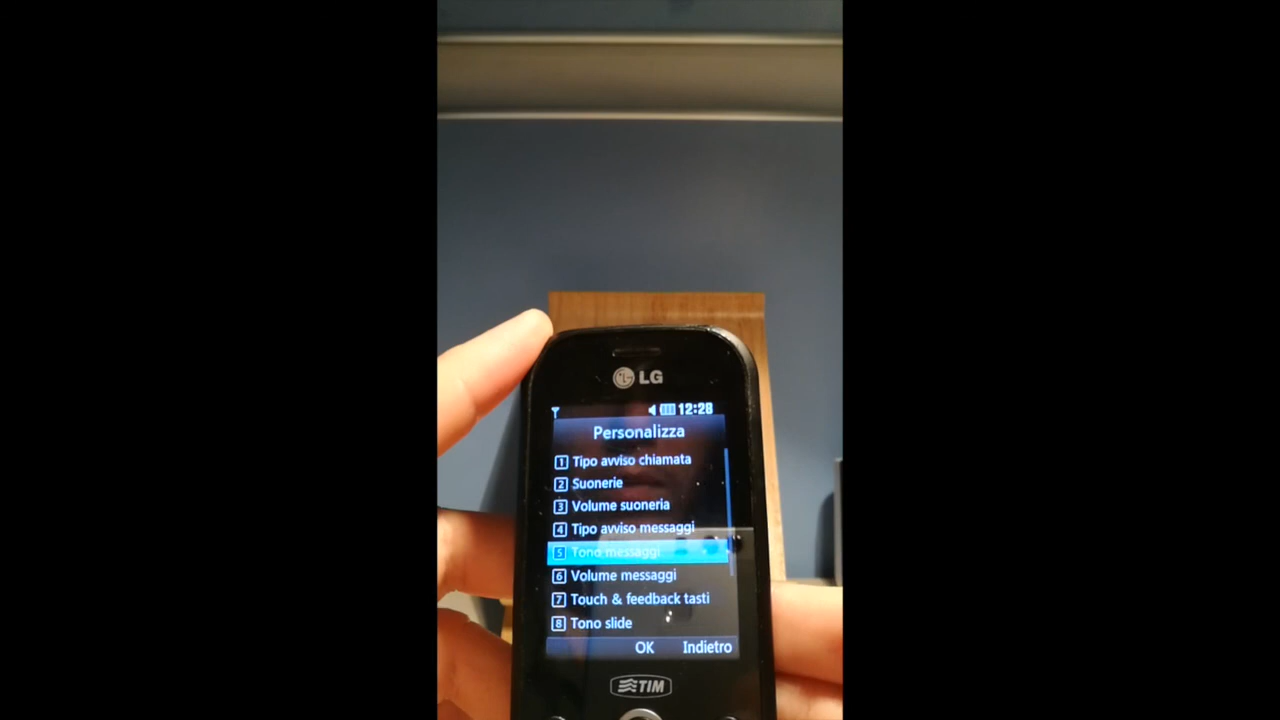 LG
12:28
Personalizza
1 Tipo avviso chiamata
2 Suonerie
3 Volume suoneria
4 Tipo avviso messaggi
5 Tono messaggi
6 Volume messaggi
7 Touch & feedback tasti
8 Tono slide
OK Indietro
TIM